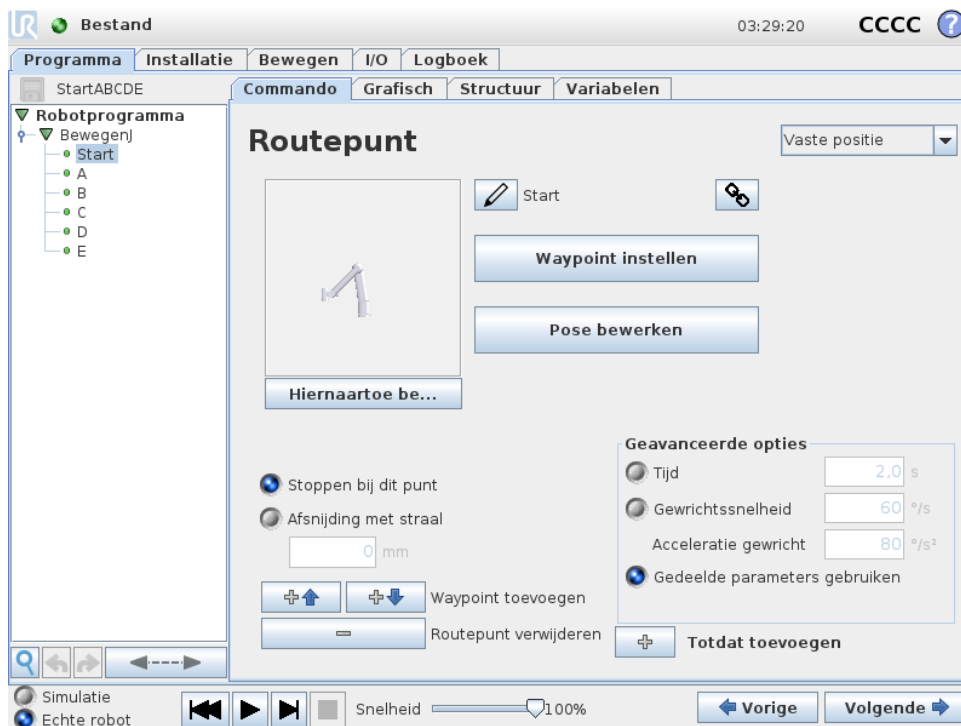 UR Bestand 03:29:20 CCCC ?
Programma Installatie Bewegen I/O Logboek
StartABCDE
Commando Grafisch Structuur Variabelen
Robotprogramma
BewegenJ
Start
A
B
C
D
E
Routepunt
Vaste positie
Start
Waypoint instellen
Pose bewerken
Hiernaartoe be...
Stoppen bij dit punt
Afsnijding met straal
0 mm
Waypoint toevoegen
Routepunt verwijderen
Geavanceerde opties
Tijd 2,0 s
Gewrichtssnelheid 60 °/s
Acceleratie gewricht 80 °/s²
Gedeelde parameters gebruiken
Totdat toevoegen
Simulatie
Echte robot
Snelheid 100%
Vorige Volgende